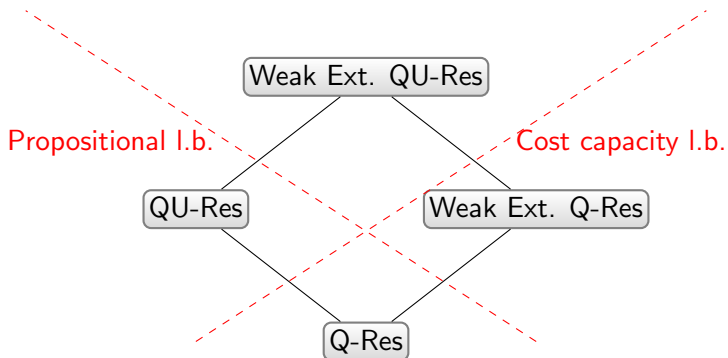 Weak Ext. QU-Res
Propositional l.b.
Cost capacity l.b.
QU-Res
Weak Ext. Q-Res
Q-Res